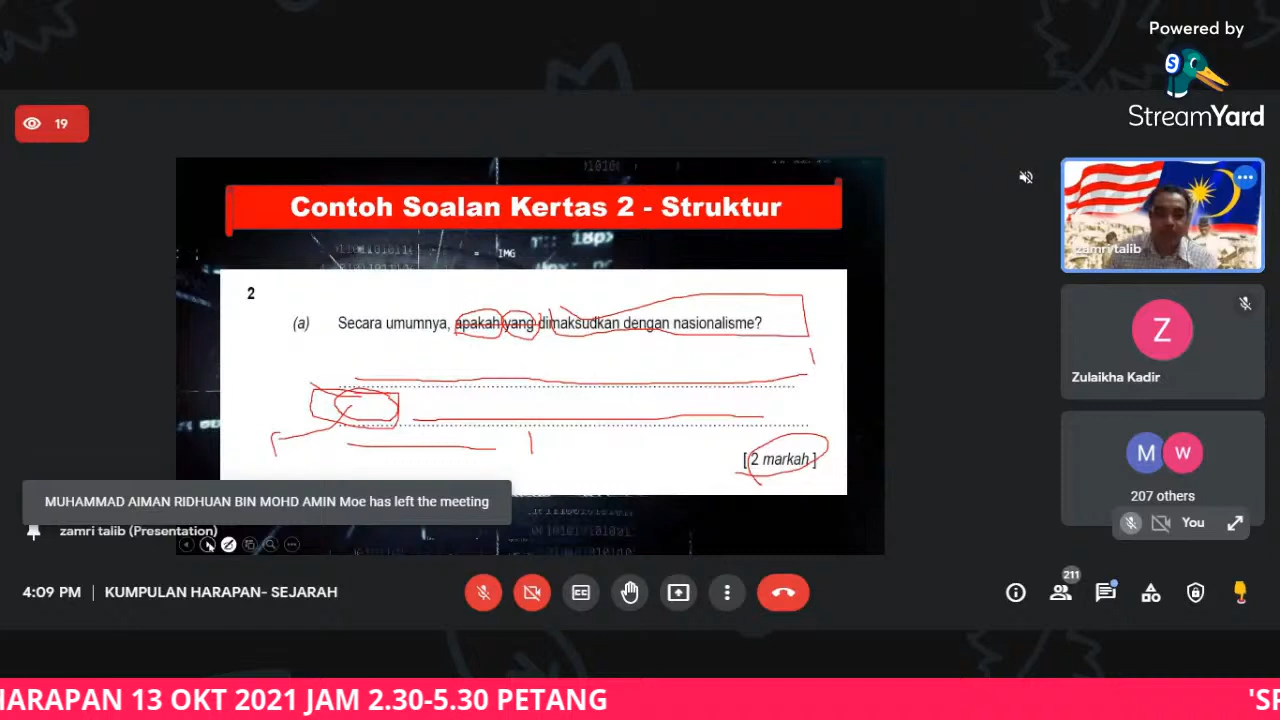 Powered by
StreamYard
19
Contoh Soalan Kertas 2 - Struktur
18px
IMG
2
(a) Secara umumnya, apakah yang dimaksudkan dengan nasionalisme?
[ 2 markah ]
zamri talib
Z
Zulaikha Kadir
M W
207 others
You
MUHAMMAD AIMAN RIDHUAN BIN MOHD AMIN Moe has left the meeting
zamri talib (Presentation)
4:09 PM | KUMPULAN HARAPAN- SEJARAH
211
HARAPAN 13 OKT 2021 JAM 2.30-5.30 PETANG